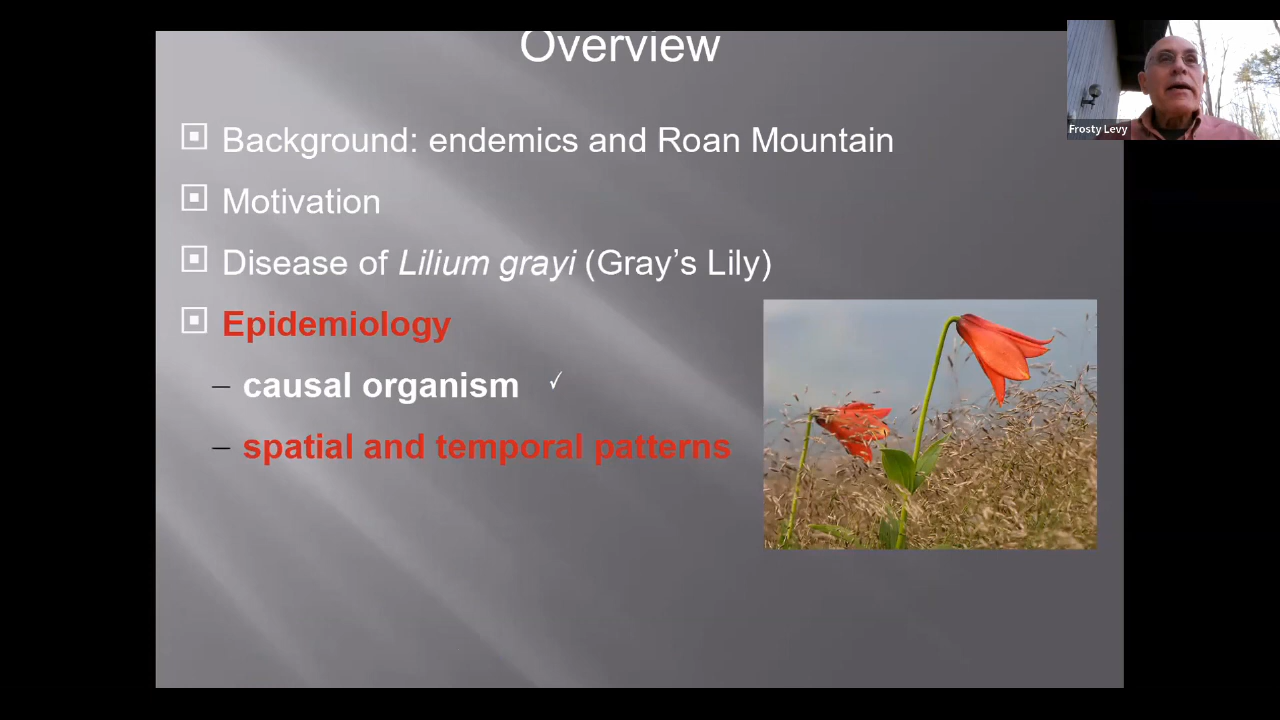 Overview
Frosty Levy
Background: endemics and Roan Mountain
Motivation
Disease of Lilium grayi (Gray’s Lily)
Epidemiology
– causal organism ✓
– spatial and temporal patterns